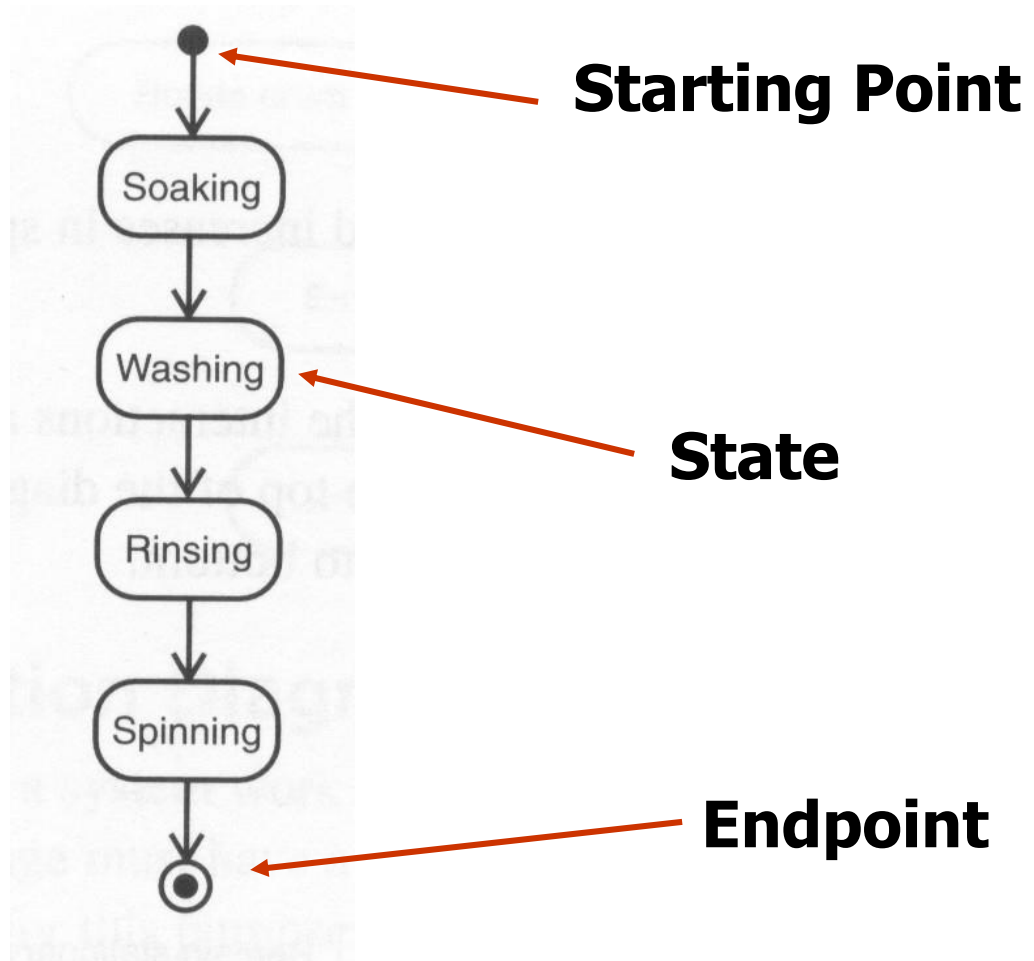 Starting Point
Soaking
Washing
State
Rinsing
Spinning
Endpoint